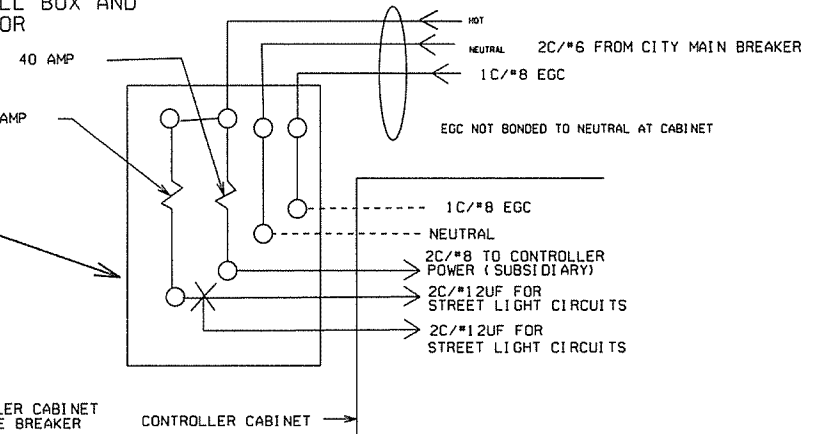 LL BOX AND
OR
40 AMP
AMP
HOT
NEUTRAL 2C/#6 FROM CITY MAIN BREAKER
1C/#8 EGC
EGC NOT BONDED TO NEUTRAL AT CABINET
1C/#8 EGC
NEUTRAL
2C/#8 TO CONTROLLER
POWER (SUBSIDIARY)
2C/#12UF FOR
STREET LIGHT CIRCUITS
2C/#12UF FOR
STREET LIGHT CIRCUITS
LER CABINET
E BREAKER
CONTROLLER CABINET